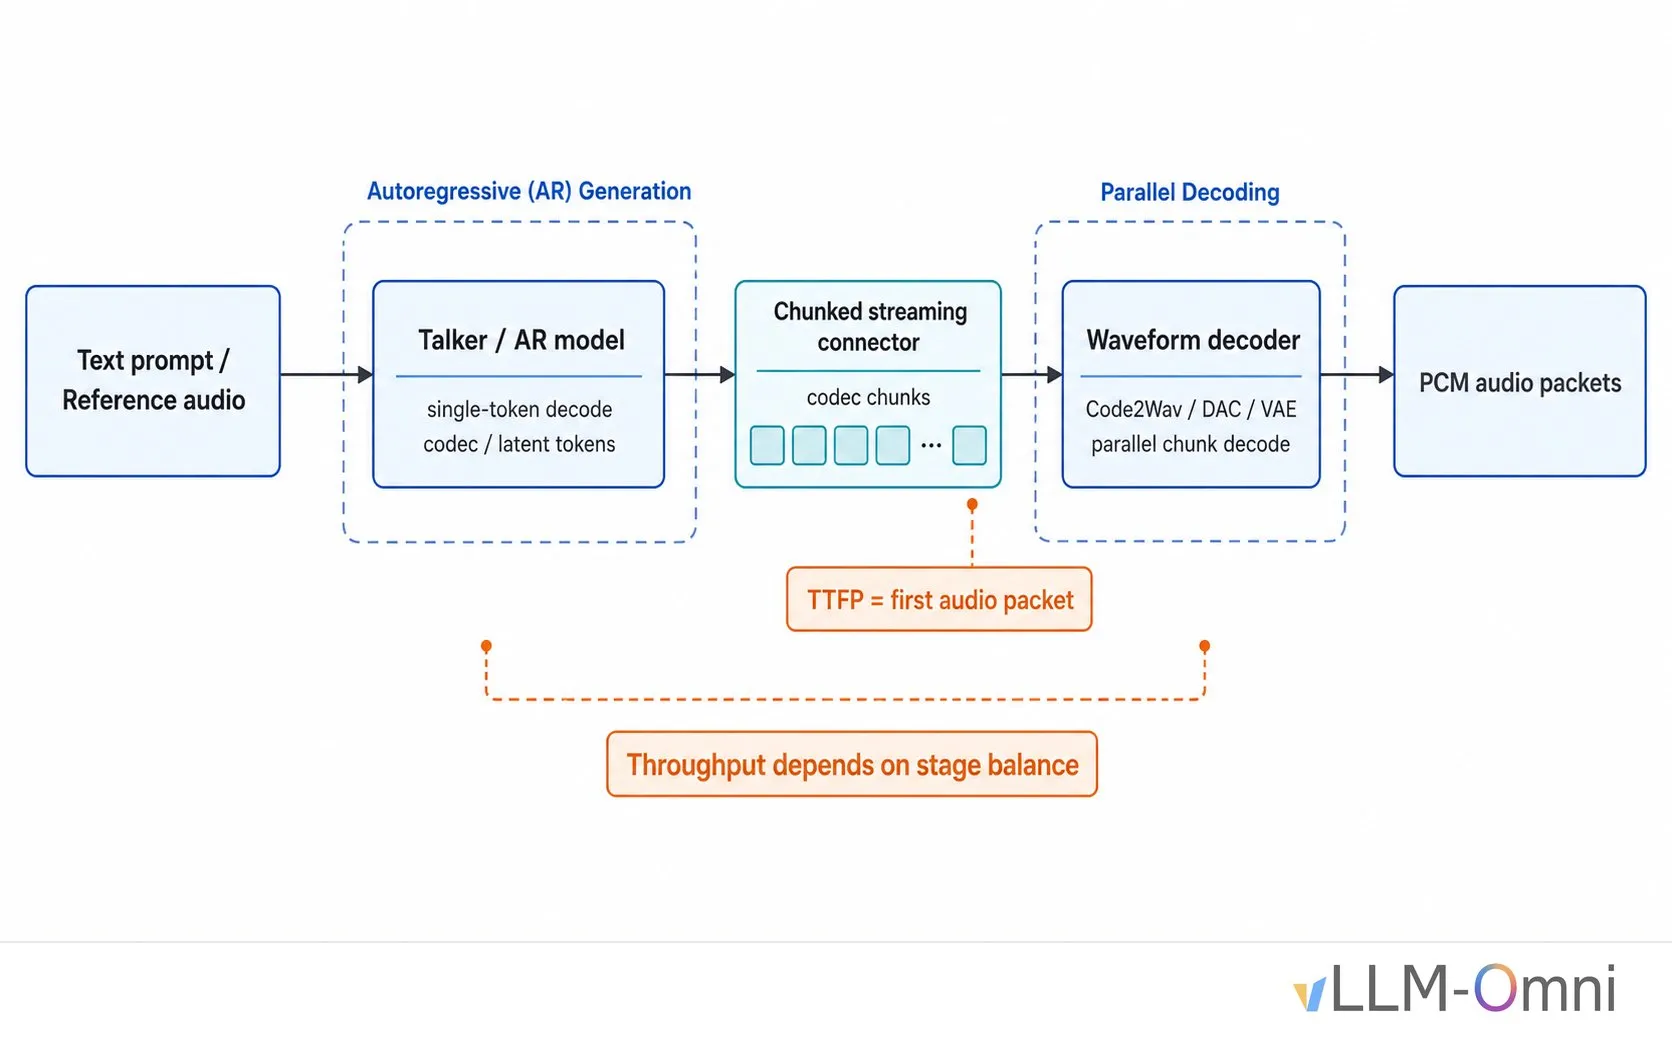 Autoregressive (AR) Generation
Parallel Decoding
Text prompt /
Reference audio
Talker / AR model
single-token decode
codec / latent tokens
Chunked streaming
connector
codec chunks
...
Waveform decoder
Code2Wav / DAC / VAE
parallel chunk decode
PCM audio packets
TTFP = first audio packet
Throughput depends on stage balance
vLLM-Omni